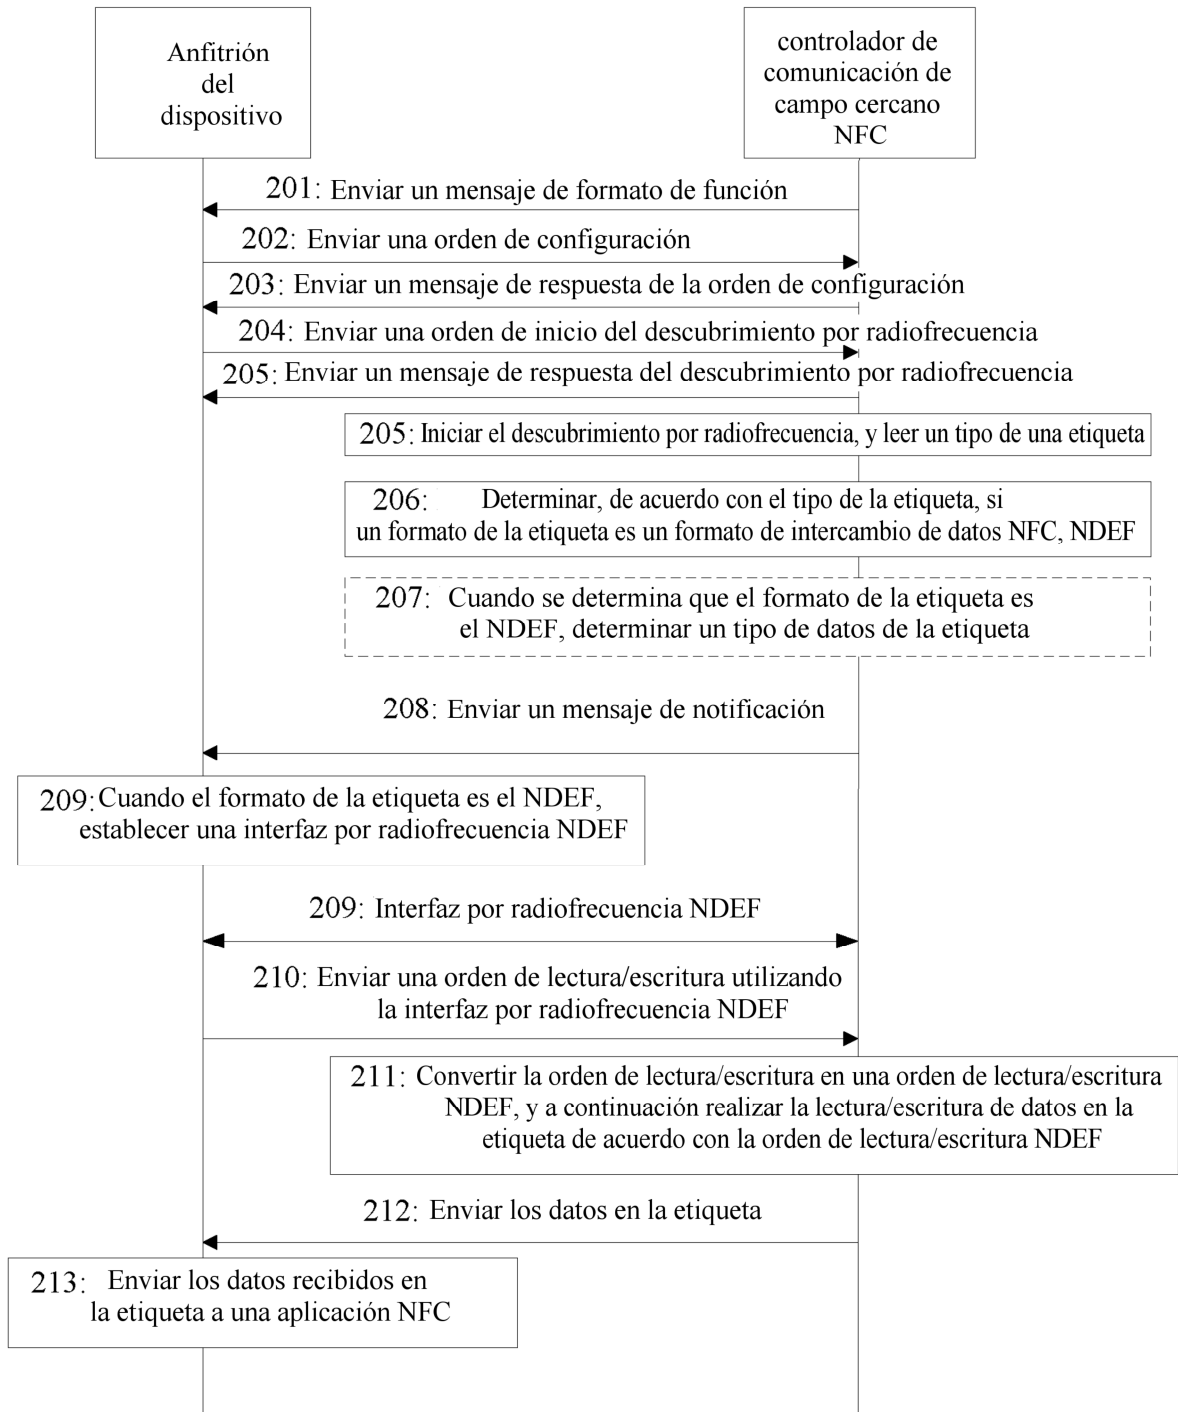 Anfitrión
del
dispositivo
controlador de
comunicación de
campo cercano
NFC
201: Enviar un mensaje de formato de función
202: Enviar una orden de configuración
203: Enviar un mensaje de respuesta de la orden de configuración
204: Enviar una orden de inicio del descubrimiento por radiofrecuencia
205: Enviar un mensaje de respuesta del descubrimiento por radiofrecuencia
205: Iniciar el descubrimiento por radiofrecuencia, y leer un tipo de una etiqueta
206: Determinar, de acuerdo con el tipo de la etiqueta, si
un formato de la etiqueta es un formato de intercambio de datos NFC, NDEF
207: Cuando se determina que el formato de la etiqueta es
el NDEF, determinar un tipo de datos de la etiqueta
208: Enviar un mensaje de notificación
209: Cuando el formato de la etiqueta es el NDEF,
establecer una interfaz por radiofrecuencia NDEF
209: Interfaz por radiofrecuencia NDEF
210: Enviar una orden de lectura/escritura utilizando
la interfaz por radiofrecuencia NDEF
211: Convertir la orden de lectura/escritura en una orden de lectura/escritura
NDEF, y a continuación realizar la lectura/escritura de datos en la
etiqueta de acuerdo con la orden de lectura/escritura NDEF
212: Enviar los datos en la etiqueta
213: Enviar los datos recibidos en
la etiqueta a una aplicación NFC